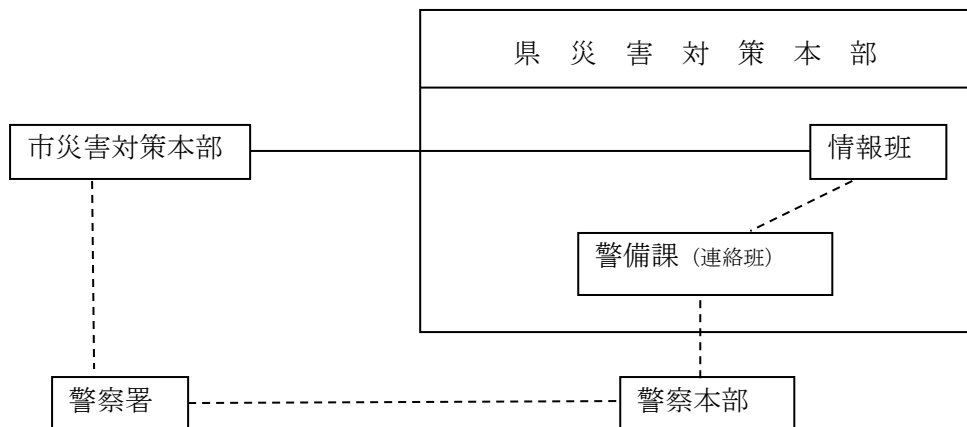 県災害対策本部
市災害対策本部
情報班
警備課（連絡班）
警察署
警察本部